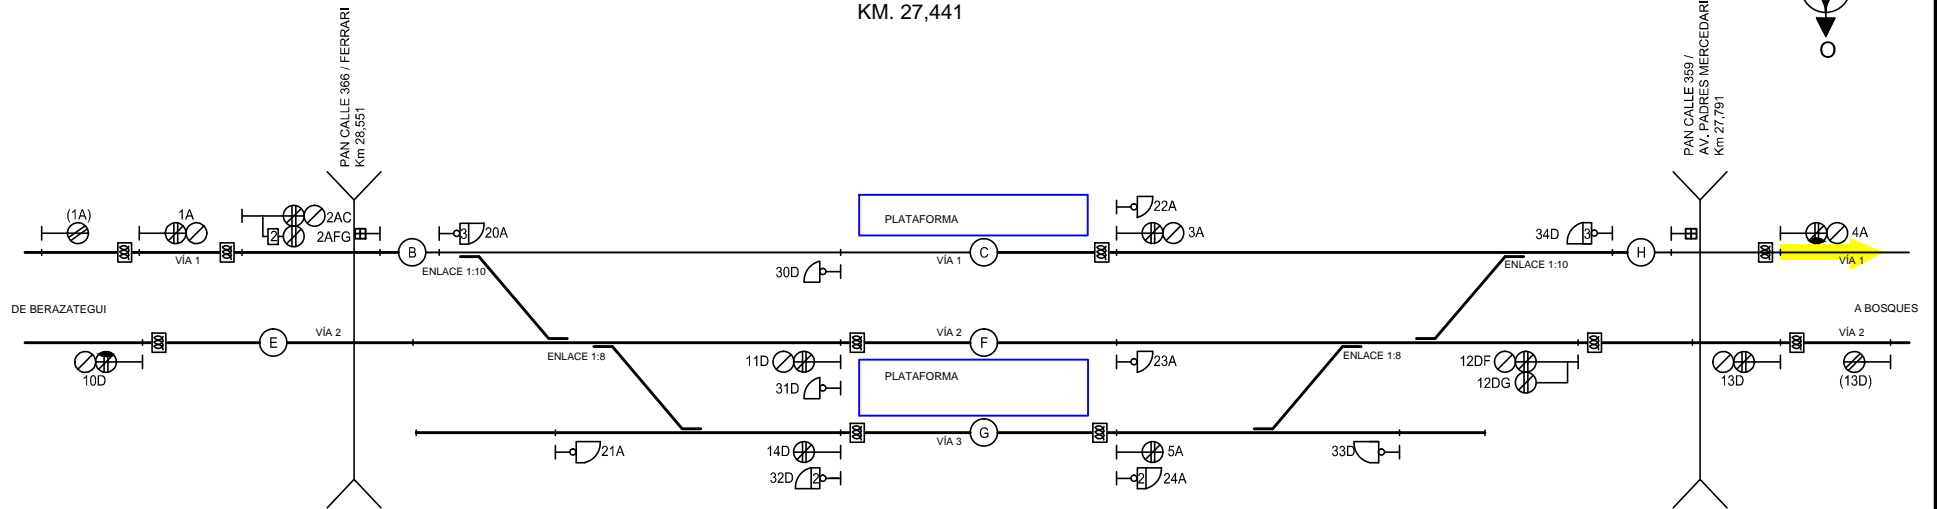 KM. 27,441
O
PAN CALLE 366 / FERRARI
Km 28,551
PAN CALLE 359 /
AV. PADRES MERCEDARI
Km 27,791
(1A)
1A
2AC
2
2AFG
3
20A
PLATAFORMA
22A
3A
34D
3
4A
VÍA 1
B
ENLACE 1:10
30D
VÍA 1
C
ENLACE 1:10
H
VÍA 1
DE BERAZATEGUI
A BOSQUES
E
VÍA 2
VÍA 2
F
VÍA 2
10D
ENLACE 1:8
11D
31D
PLATAFORMA
23A
ENLACE 1:8
12DF
12DG
13D
(13D)
VÍA 3
G
21A
14D
32D
2
5A
2
24A
33D